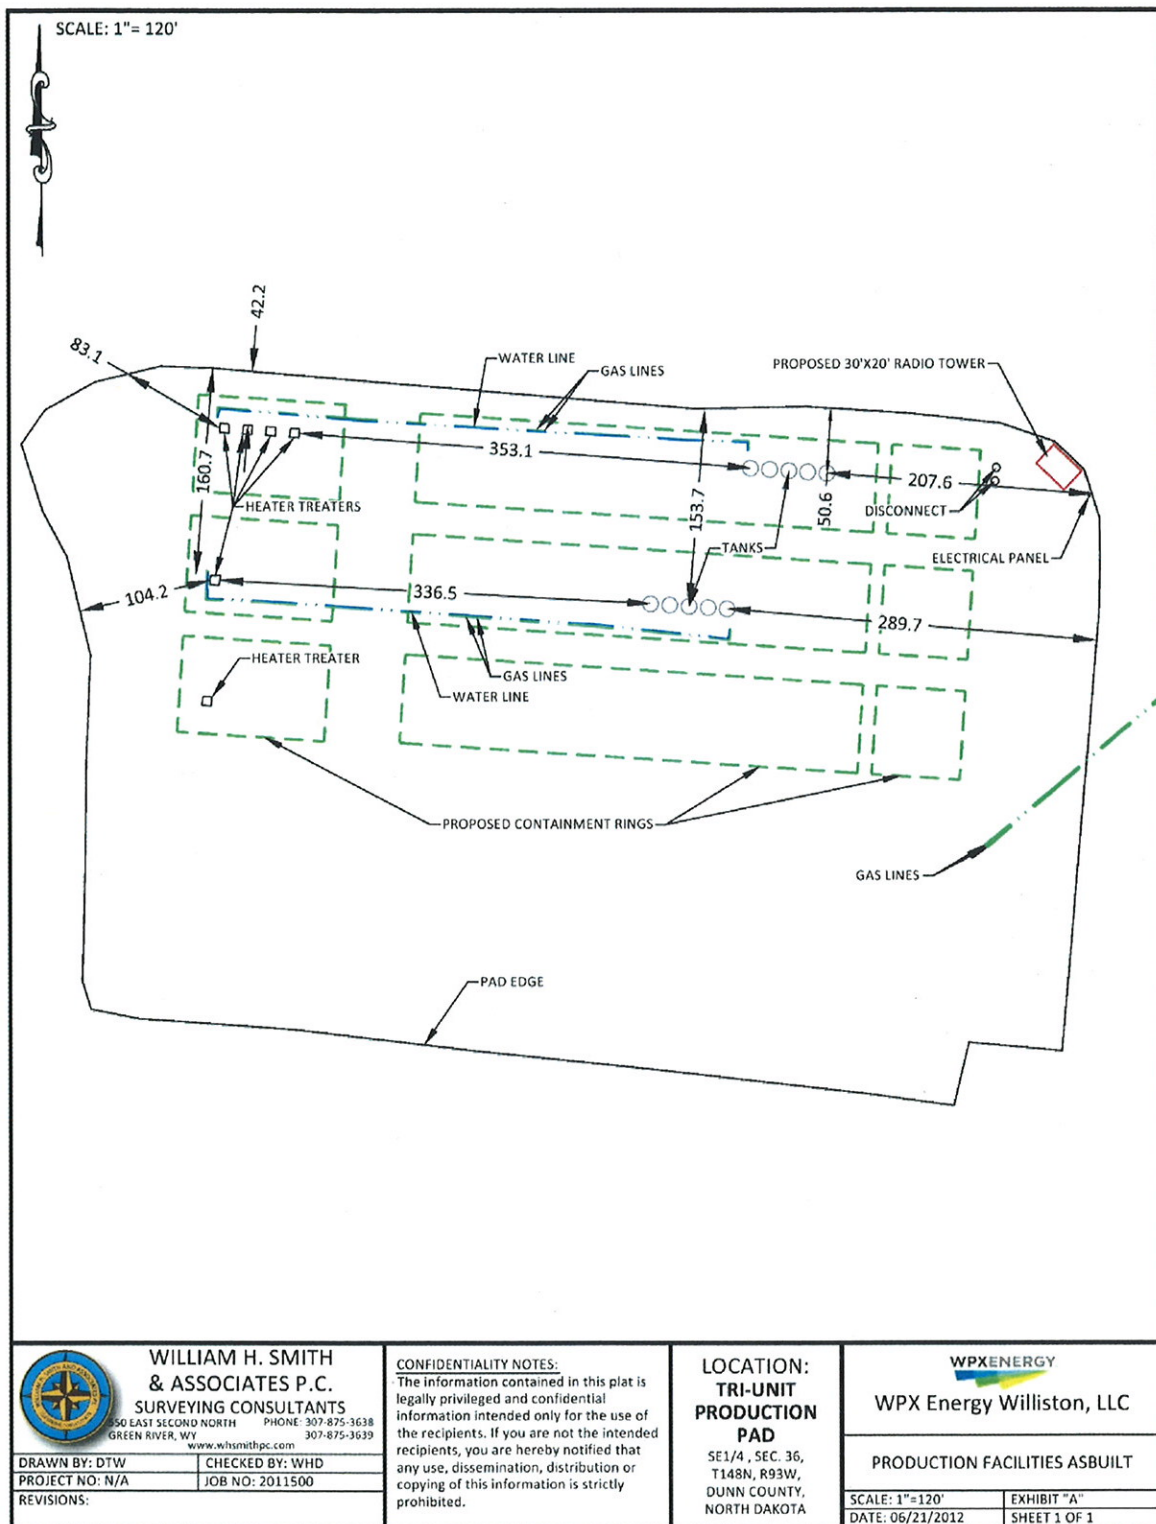 SCALE: 1"= 120'
42.2
83.1
WATER LINE
GAS LINES
PROPOSED 30'X20' RADIO TOWER
353.1
160.7
HEATER TREATERS
153.7
50.6
207.6
DISCONNECT
TANKS
ELECTRICAL PANEL
104.2
336.5
289.7
HEATER TREATER
GAS LINES
WATER LINE
PROPOSED CONTAINMENT RINGS
GAS LINES
PAD EDGE
WILLIAM H. SMITH
& ASSOCIATES P.C.
SURVEYING CONSULTANTS
550 EAST SECOND NORTH PHONE: 307-875-3638
GREEN RIVER, WY 307-875-3639
www.whsmithpc.com
DRAWN BY: DTW CHECKED BY: WHD
PROJECT NO: N/A JOB NO: 2011500
REVISIONS:
CONFIDENTIALITY NOTES:
The information contained in this plat is
legally privileged and confidential
information intended only for the use of
the recipients. If you are not the intended
recipients, you are hereby notified that
any use, dissemination, distribution or
copying of this information is strictly
prohibited.
LOCATION:
TRI-UNIT
PRODUCTION
PAD
SE1/4 , SEC. 36,
T148N, R93W,
DUNN COUNTY,
NORTH DAKOTA
WPXENERGY
WPX Energy Williston, LLC
PRODUCTION FACILITIES ASBUILT
SCALE: 1"=120' EXHIBIT "A"
DATE: 06/21/2012 SHEET 1 OF 1